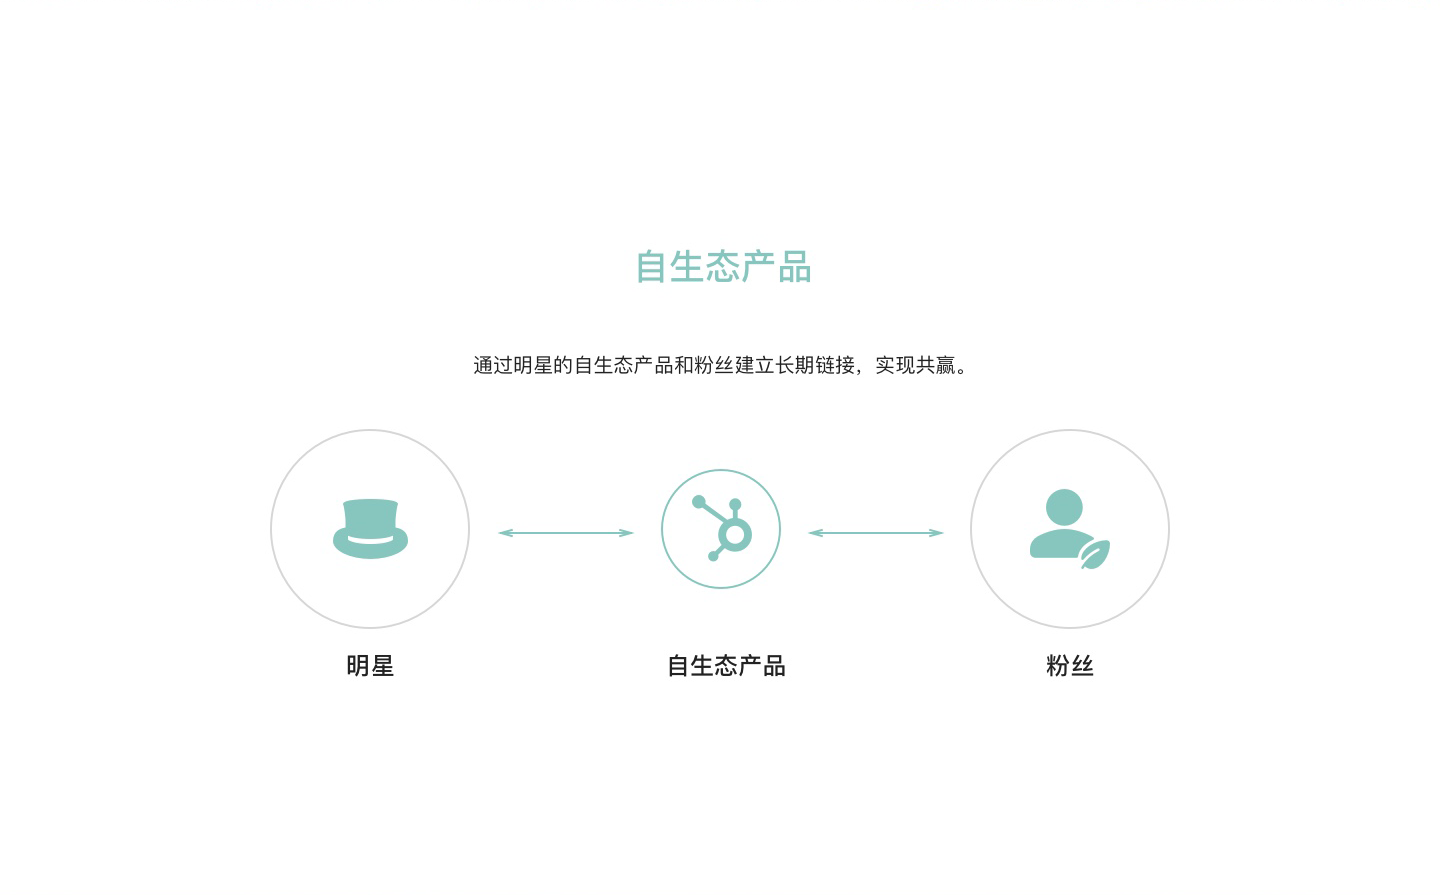 自生态产品
通过明星的自生态产品和粉丝建立长期链接，实现共赢。
明星
自生态产品
粉丝